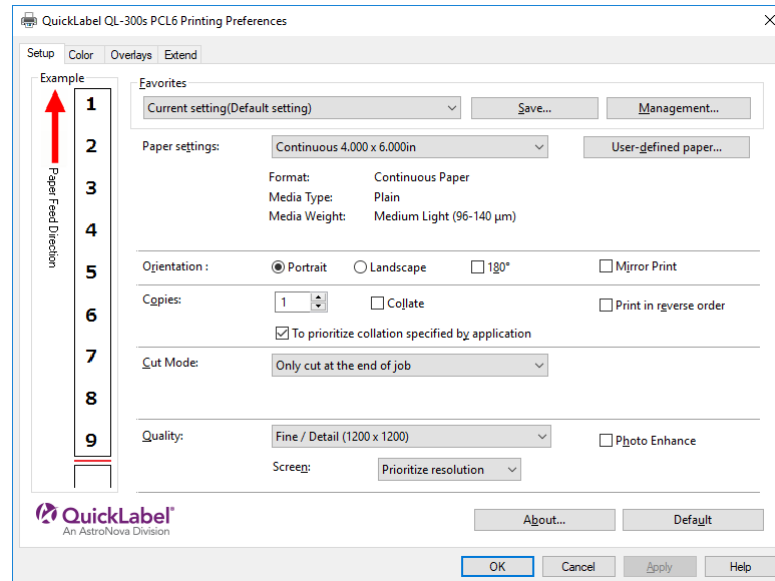 QuickLabel QL-300s PCL6 Printing Preferences
Setup Color Overlays Extend
Example
Paper Feed Direction
1
2
3
4
5
6
7
8
9
Favorites
Current setting(Default setting) Save... Management...
Paper settings: Continuous 4.000 x 6.000in User-defined paper...
Format: Continuous Paper
Media Type: Plain
Media Weight: Medium Light (96-140 μm)
Orientation : Portrait Landscape 180° Mirror Print
Copies: 1 Collate Print in reverse order
To prioritize collation specified by application
Cut Mode: Only cut at the end of job
Quality: Fine / Detail (1200 x 1200) Photo Enhance
Screen: Prioritize resolution
QuickLabel®
An AstroNova Division
About... Default
OK Cancel Apply Help